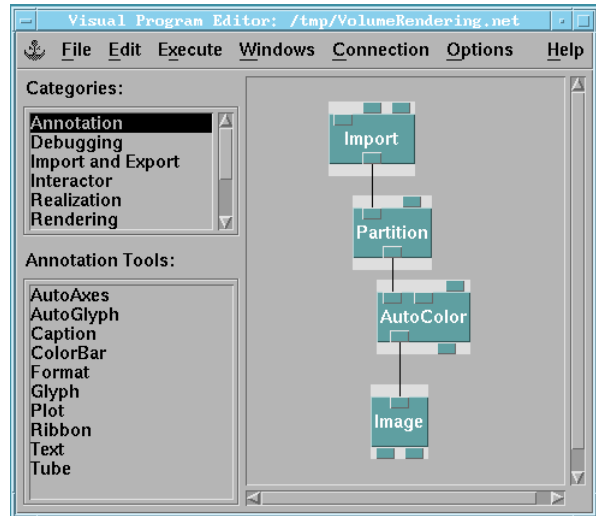 Visual Program Editor: /tmp/VolumeRendering.net
File Edit Execute Windows Connection Options Help
Categories:
Annotation
Debugging
Import and Export
Interactor
Realization
Rendering
Annotation Tools:
AutoAxes
AutoGlyph
Caption
ColorBar
Format
Glyph
Plot
Ribbon
Text
Tube
Import
Partition
AutoColor
Image